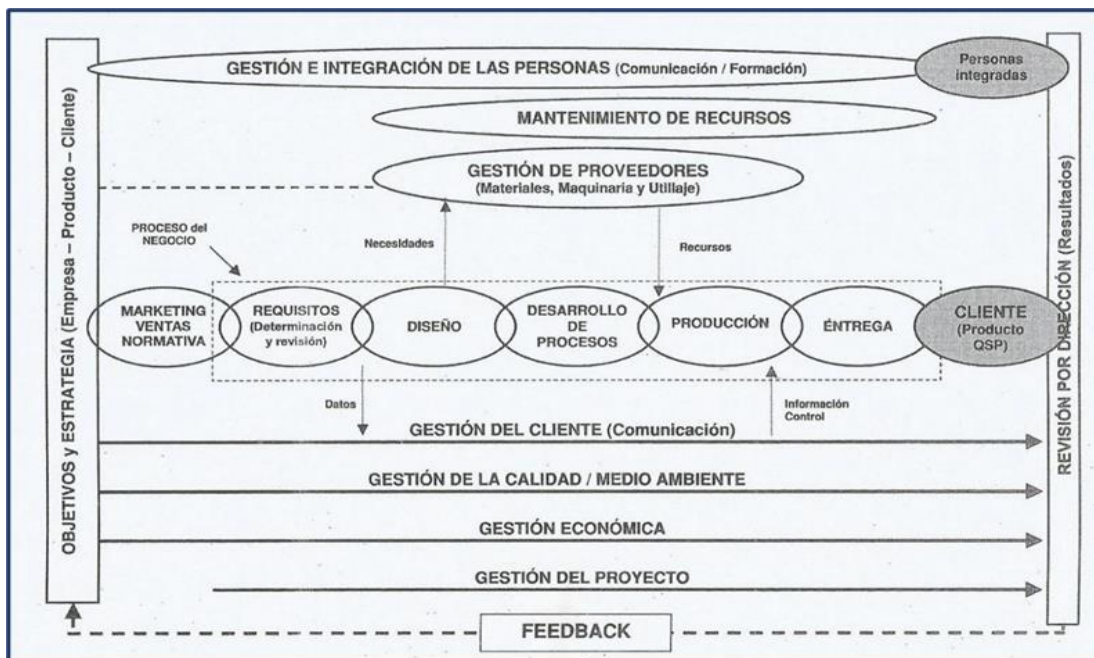 OBJETIVOS y ESTRATEGIA (Empresa – Producto – Cliente)
GESTIÓN E INTEGRACIÓN DE LAS PERSONAS (Comunicación / Formación)
Personas
integradas
MANTENIMIENTO DE RECURSOS
GESTIÓN DE PROVEEDORES
(Materiales, Maquinaria y Utillaje)
PROCESO del
NEGOCIO
Necesidades
Recursos
MARKETING
VENTAS
NORMATIVA
REQUISITOS
(Determinación
y revisión)
DISEÑO
DESARROLLO
DE
PROCESOS
PRODUCCIÓN
ÉNTREGA
CLIENTE
(Producto
QSP)
Datos
Información
Control
GESTIÓN DEL CLIENTE (Comunicación)
GESTIÓN DE LA CALIDAD / MEDIO AMBIENTE
GESTIÓN ECONÓMICA
GESTIÓN DEL PROYECTO
FEEDBACK
REVISIÓN POR DIRECCIÓN (Resultados)